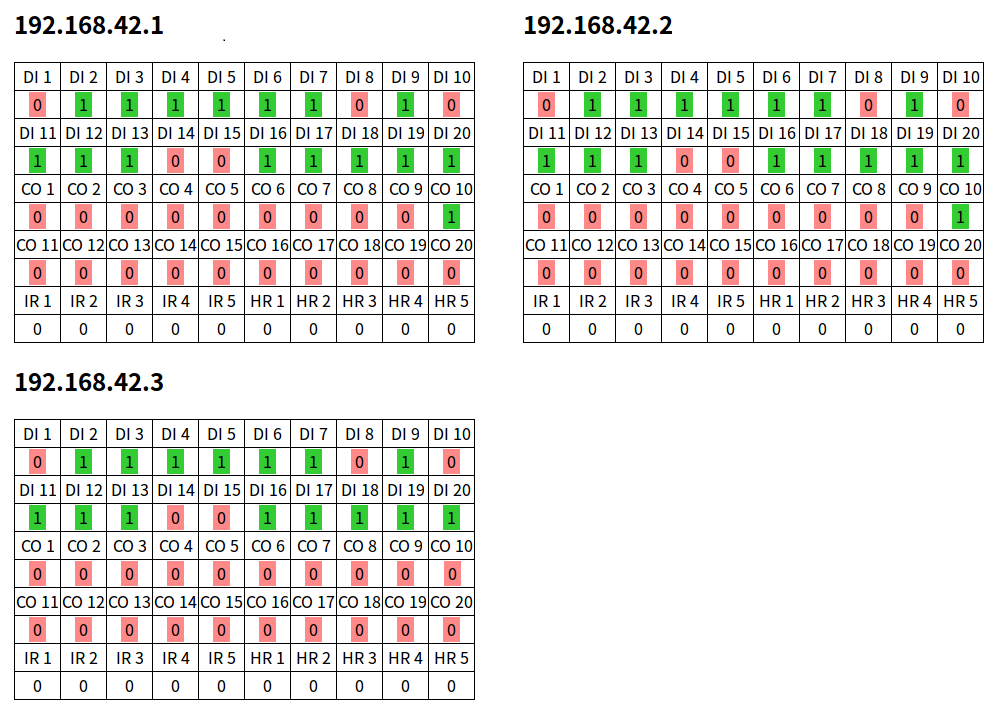 192.168.42.1
DI 1 DI 2 DI 3 DI 4 DI 5 DI 6 DI 7 DI 8 DI 9 DI 10
0 1 1 1 1 1 1 0 1 0
DI 11 DI 12 DI 13 DI 14 DI 15 DI 16 DI 17 DI 18 DI 19 DI 20
1 1 1 0 0 1 1 1 1 1
CO 1 CO 2 CO 3 CO 4 CO 5 CO 6 CO 7 CO 8 CO 9 CO 10
0 0 0 0 0 0 0 0 0 1
CO 11 CO 12 CO 13 CO 14 CO 15 CO 16 CO 17 CO 18 CO 19 CO 20
0 0 0 0 0 0 0 0 0 0
IR 1 IR 2 IR 3 IR 4 IR 5 HR 1 HR 2 HR 3 HR 4 HR 5
0 0 0 0 0 0 0 0 0 0
192.168.42.2
DI 1 DI 2 DI 3 DI 4 DI 5 DI 6 DI 7 DI 8 DI 9 DI 10
0 1 1 1 1 1 1 0 1 0
DI 11 DI 12 DI 13 DI 14 DI 15 DI 16 DI 17 DI 18 DI 19 DI 20
1 1 1 0 0 1 1 1 1 1
CO 1 CO 2 CO 3 CO 4 CO 5 CO 6 CO 7 CO 8 CO 9 CO 10
0 0 0 0 0 0 0 0 0 1
CO 11 CO 12 CO 13 CO 14 CO 15 CO 16 CO 17 CO 18 CO 19 CO 20
0 0 0 0 0 0 0 0 0 0
IR 1 IR 2 IR 3 IR 4 IR 5 HR 1 HR 2 HR 3 HR 4 HR 5
0 0 0 0 0 0 0 0 0 0
192.168.42.3
DI 1 DI 2 DI 3 DI 4 DI 5 DI 6 DI 7 DI 8 DI 9 DI 10
0 1 1 1 1 1 1 0 1 0
DI 11 DI 12 DI 13 DI 14 DI 15 DI 16 DI 17 DI 18 DI 19 DI 20
1 1 1 0 0 1 1 1 1 1
CO 1 CO 2 CO 3 CO 4 CO 5 CO 6 CO 7 CO 8 CO 9 CO 10
0 0 0 0 0 0 0 0 0 0
CO 11 CO 12 CO 13 CO 14 CO 15 CO 16 CO 17 CO 18 CO 19 CO 20
0 0 0 0 0 0 0 0 0 0
IR 1 IR 2 IR 3 IR 4 IR 5 HR 1 HR 2 HR 3 HR 4 HR 5
0 0 0 0 0 0 0 0 0 0